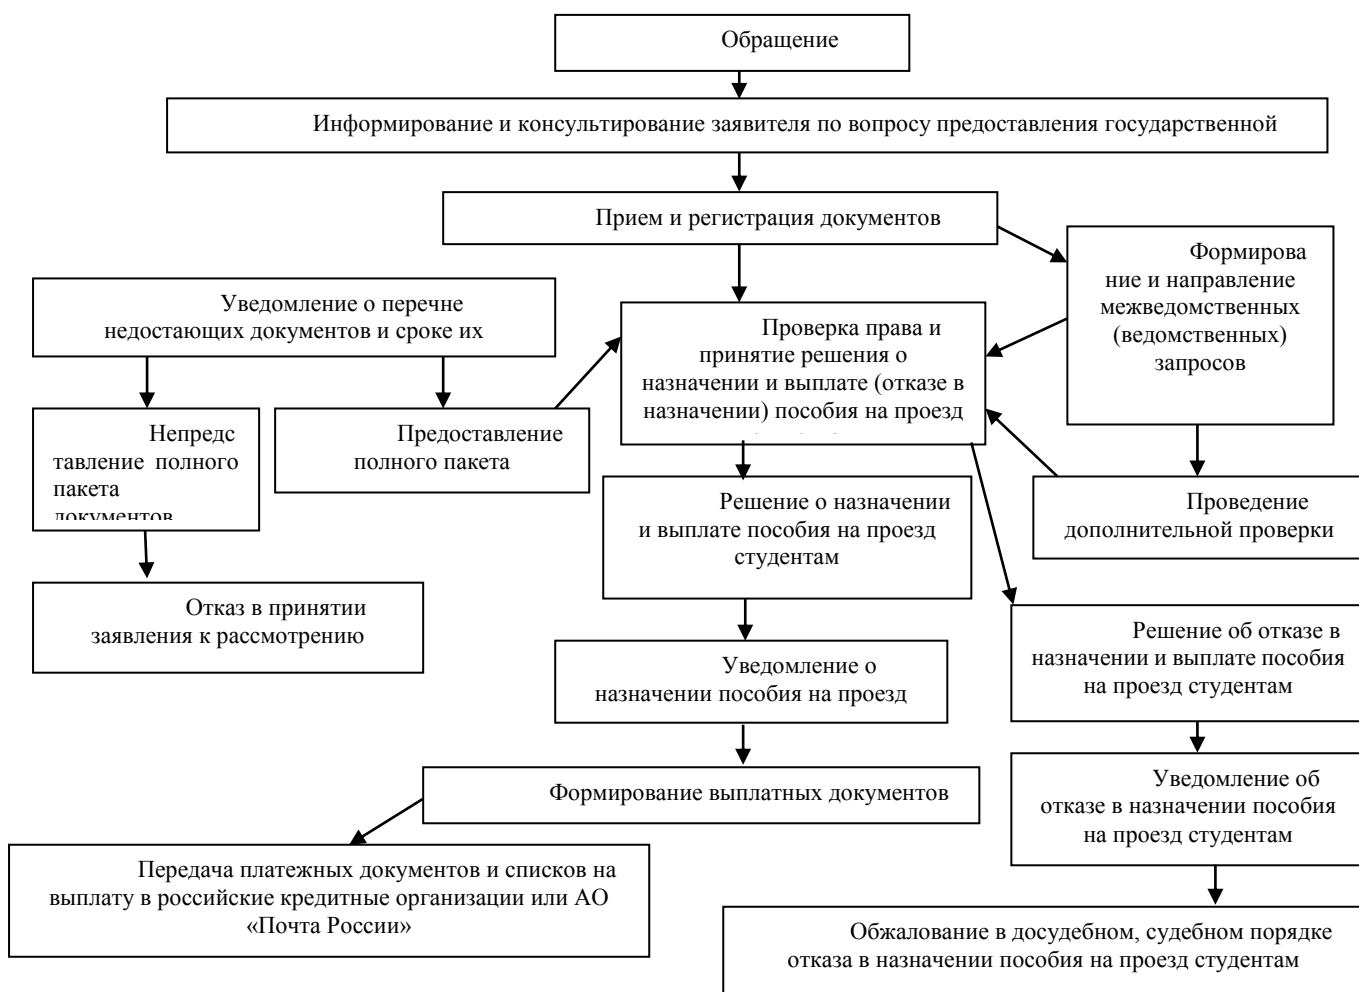 Обращение
Информирование и консультирование заявителя по вопросу предоставления государственной
Прием и регистрация документов
Формирова
ние и направление
межведомственных
(ведомственных)
запросов
Уведомление о перечне
недостающих документов и сроке их
Проверка права и
принятие решения о
назначении и выплате (отказе в
назначении) пособия на проезд
Непредс
тавление полного
пакета
документов
Предоставление
полного пакета
Решение о назначении
и выплате пособия на проезд
студентам
Проведение
дополнительной проверки
Отказ в принятии
заявления к рассмотрению
Решение об отказе в
назначении и выплате пособия
на проезд студентам
Уведомление о
назначении пособия на проезд
Уведомление об
отказе в назначении пособия
на проезд студентам
Формирование выплатных документов
Передача платежных документов и списков на
выплату в российские кредитные организации или АО
«Почта России»
Обжалование в досудебном, судебном порядке
отказа в назначении пособия на проезд студентам